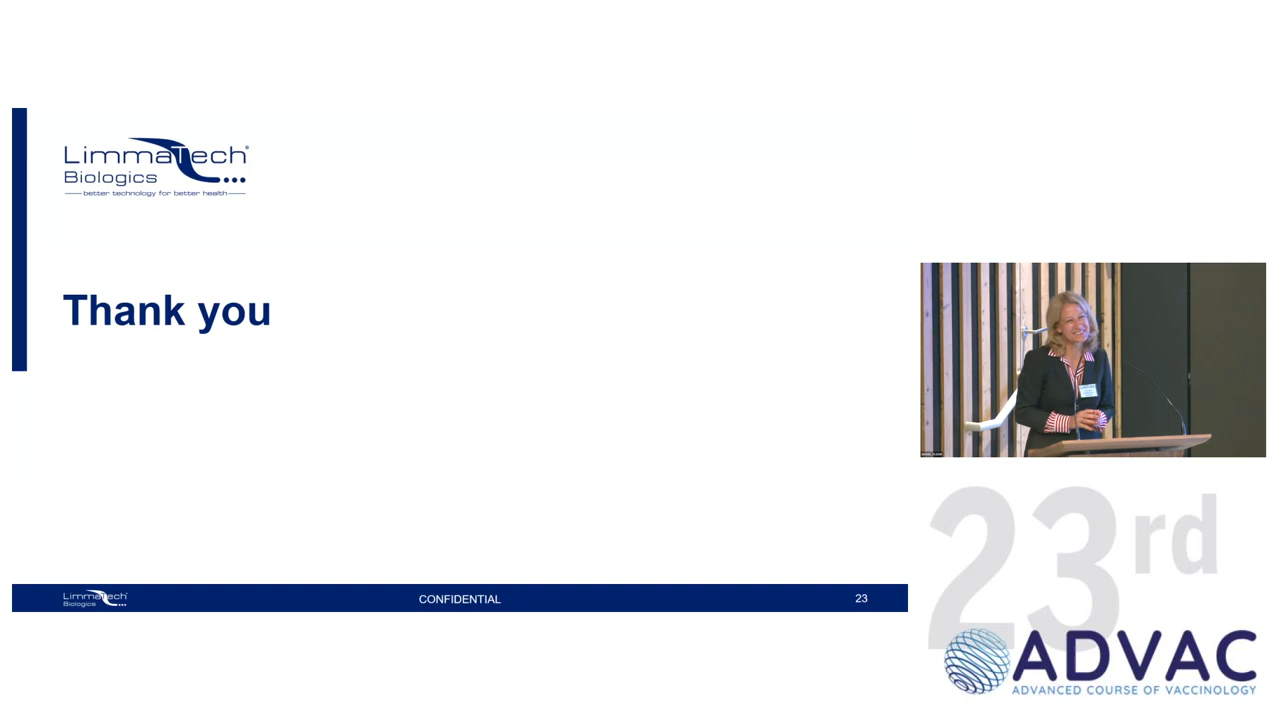 LimmaTech®
Biologics
better technology for better health
Thank you
LimmaTech
Biologics
CONFIDENTIAL
23
23rd
ADVAC
ADVANCED COURSE OF VACCINOLOGY